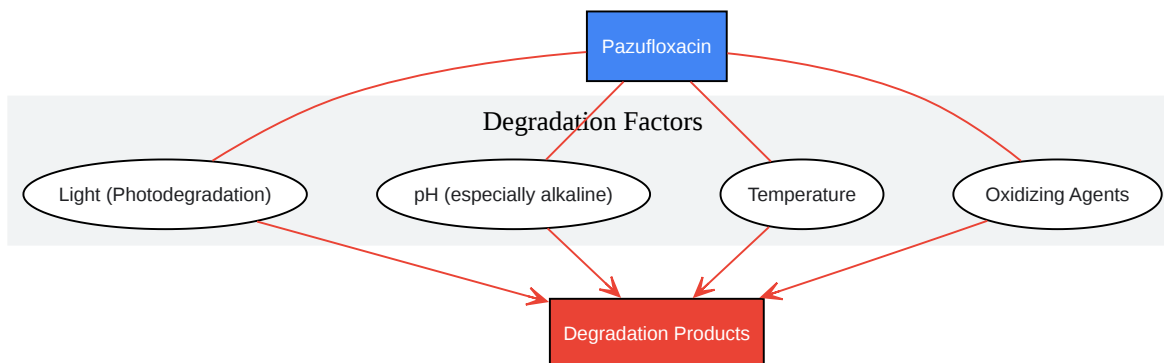 Pazufloxacin
Degradation Factors
Light (Photodegradation)
pH (especially alkaline)
Temperature
Oxidizing Agents
Degradation Products